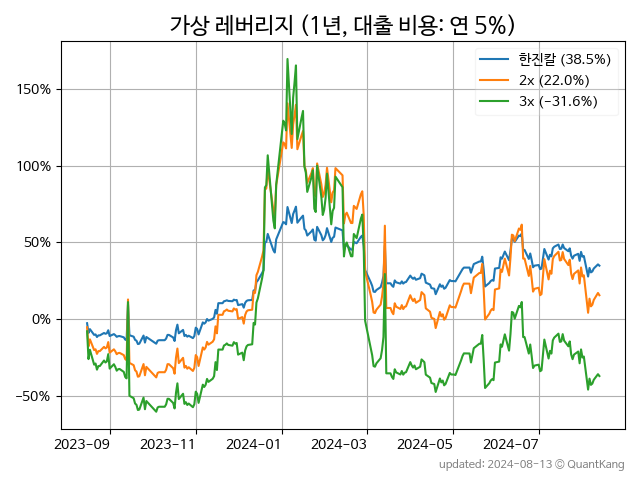 가상 레버리지 (1년, 대출 비용: 연 5%)
한진칼 (38.5%)
2x (22.0%)
3x (−31.6%)
150%
100%
50%
0%
−50%
2023-09 2023-11 2024-01 2024-03 2024-05 2024-07
updated: 2024-08-13 © QuantKang